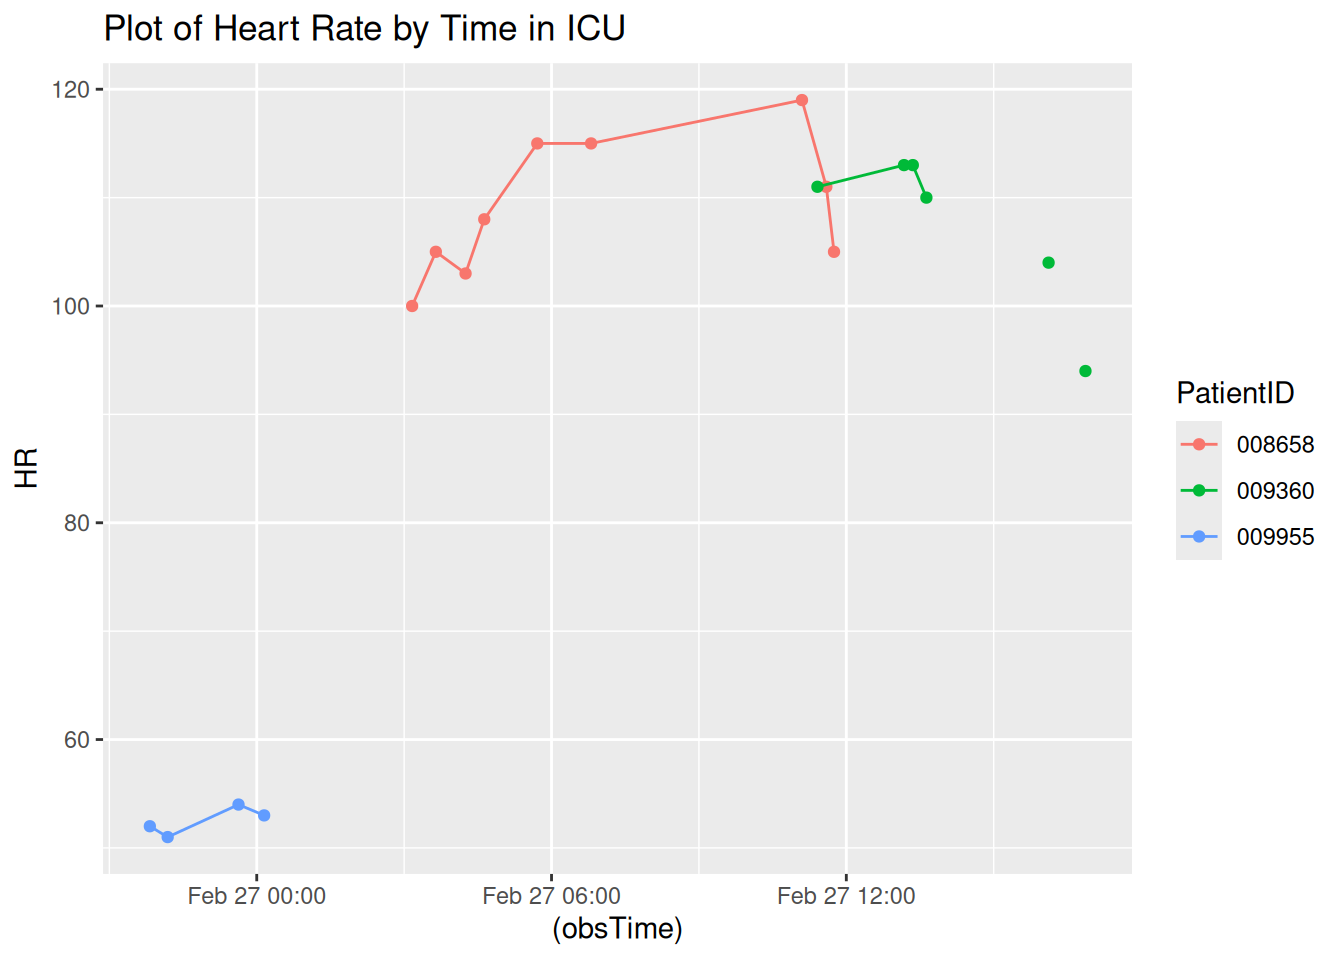 Plot of Heart Rate by Time in ICU
120
100
80
60
HR
Feb 27 00:00
Feb 27 06:00
Feb 27 12:00
(obsTime)
PatientID
008658
009360
009955